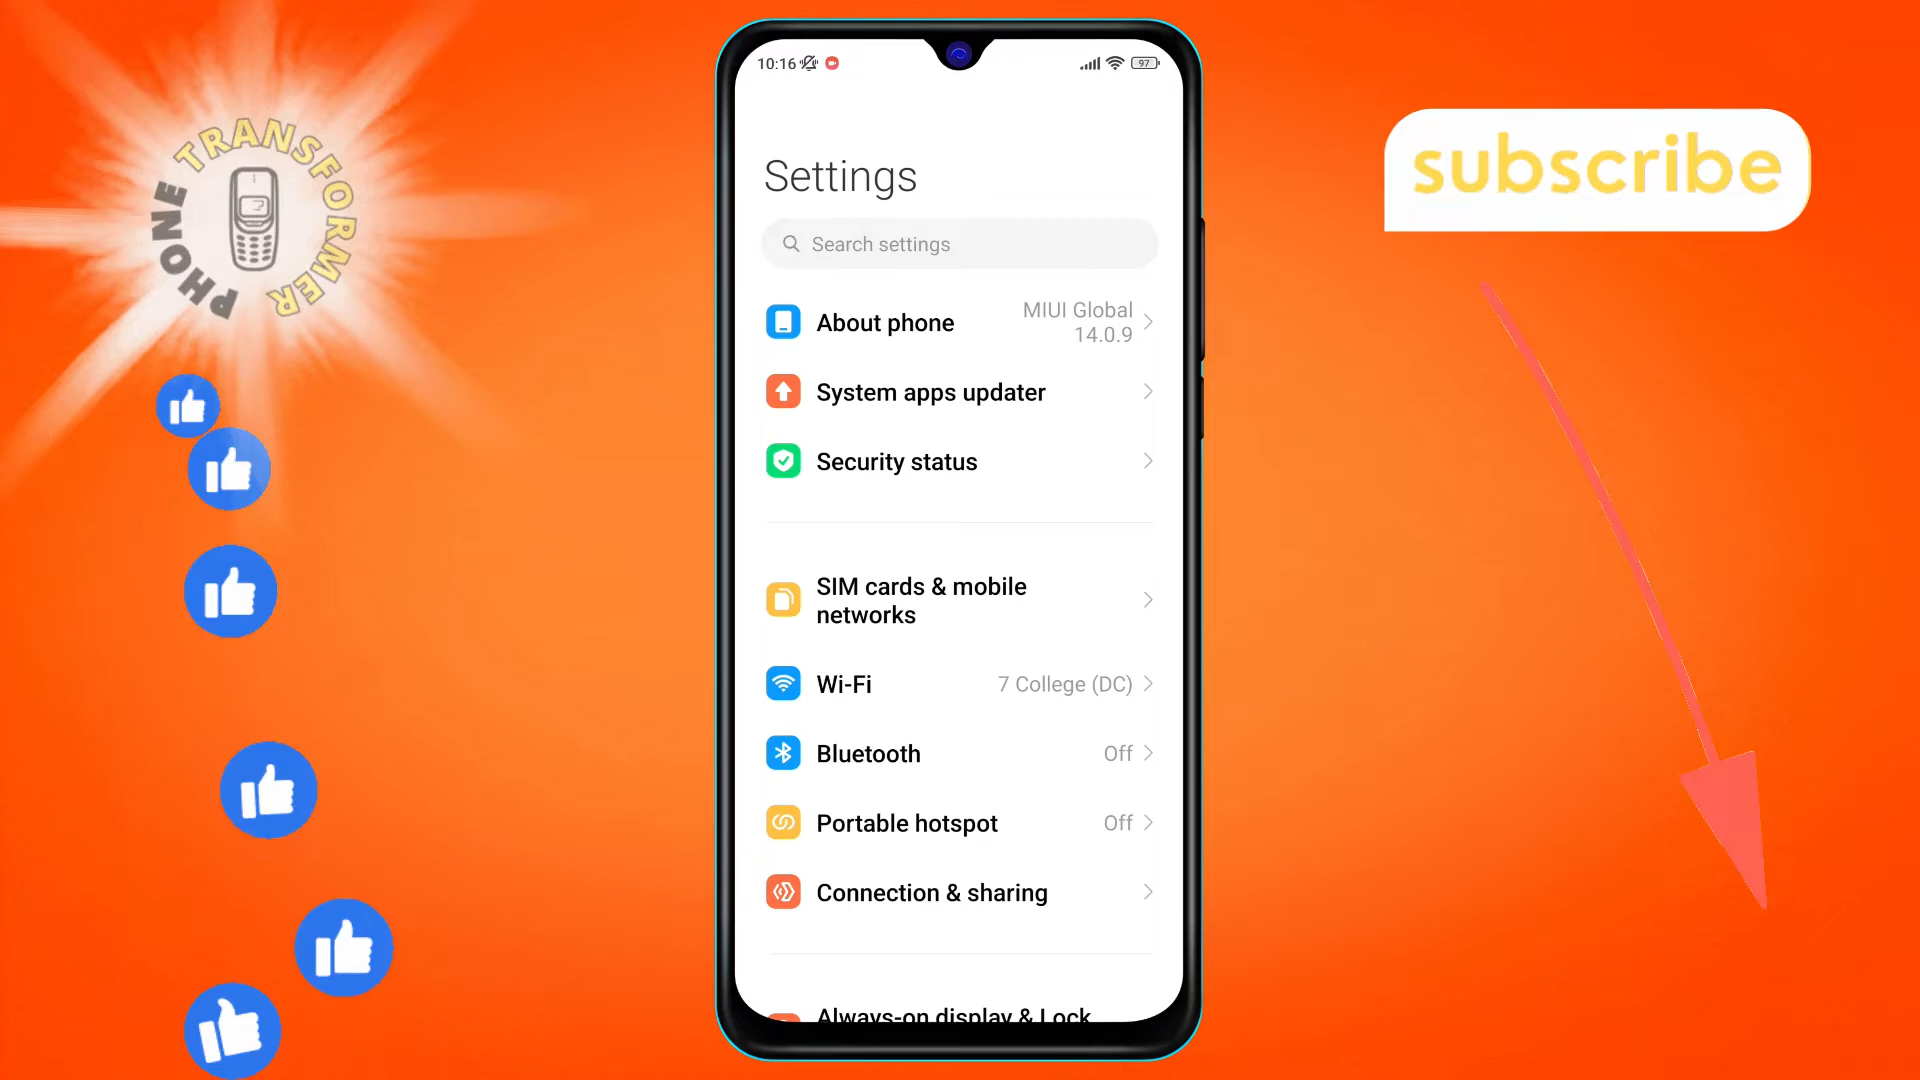 PHONE TRANSFORMER
10:16
97
subscribe
Settings
Search settings
About phone
MIUI Global
14.0.9
System apps updater
Security status
SIM cards & mobile
networks
Wi-Fi
7 College (DC)
Bluetooth
Off
Portable hotspot
Off
Connection & sharing
Always-on display & Lock